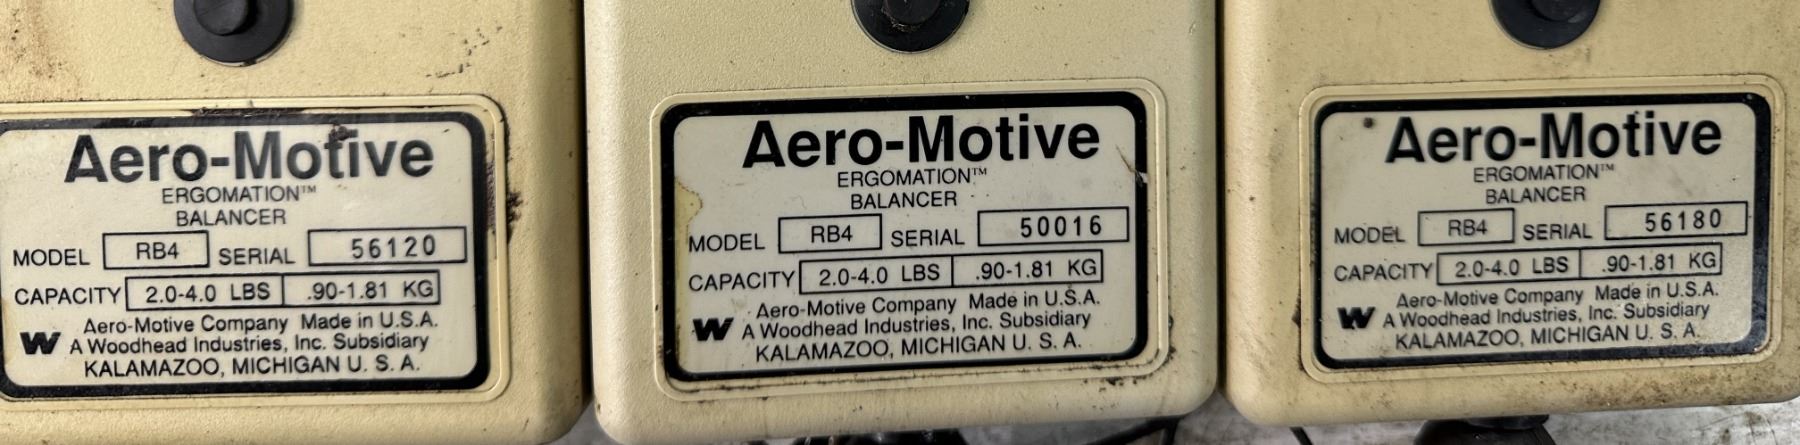 Aero-Motive
ERGOMATION™
BALANCER
MODEL RB4 SERIAL 56120
CAPACITY 2.0-4.0 LBS .90-1.81 KG
Aero-Motive Company Made in U.S.A.
W A Woodhead Industries, Inc. Subsidiary
KALAMAZOO, MICHIGAN U. S. A.
Aero-Motive
ERGOMATION™
BALANCER
MODEL RB4 SERIAL 50016
CAPACITY 2.0-4.0 LBS .90-1.81 KG
Aero-Motive Company Made in U.S.A.
W A Woodhead Industries, Inc. Subsidiary
KALAMAZOO, MICHIGAN U. S. A.
Aero-Motive
ERGOMATION™
BALANCER
MODEL RB4 SERIAL 56180
CAPACITY 2.0-4.0 LBS .90-1.81 KG
Aero-Motive Company Made in U.S.A.
W A Woodhead Industries, Inc. Subsidiary
KALAMAZOO, MICHIGAN U. S. A.